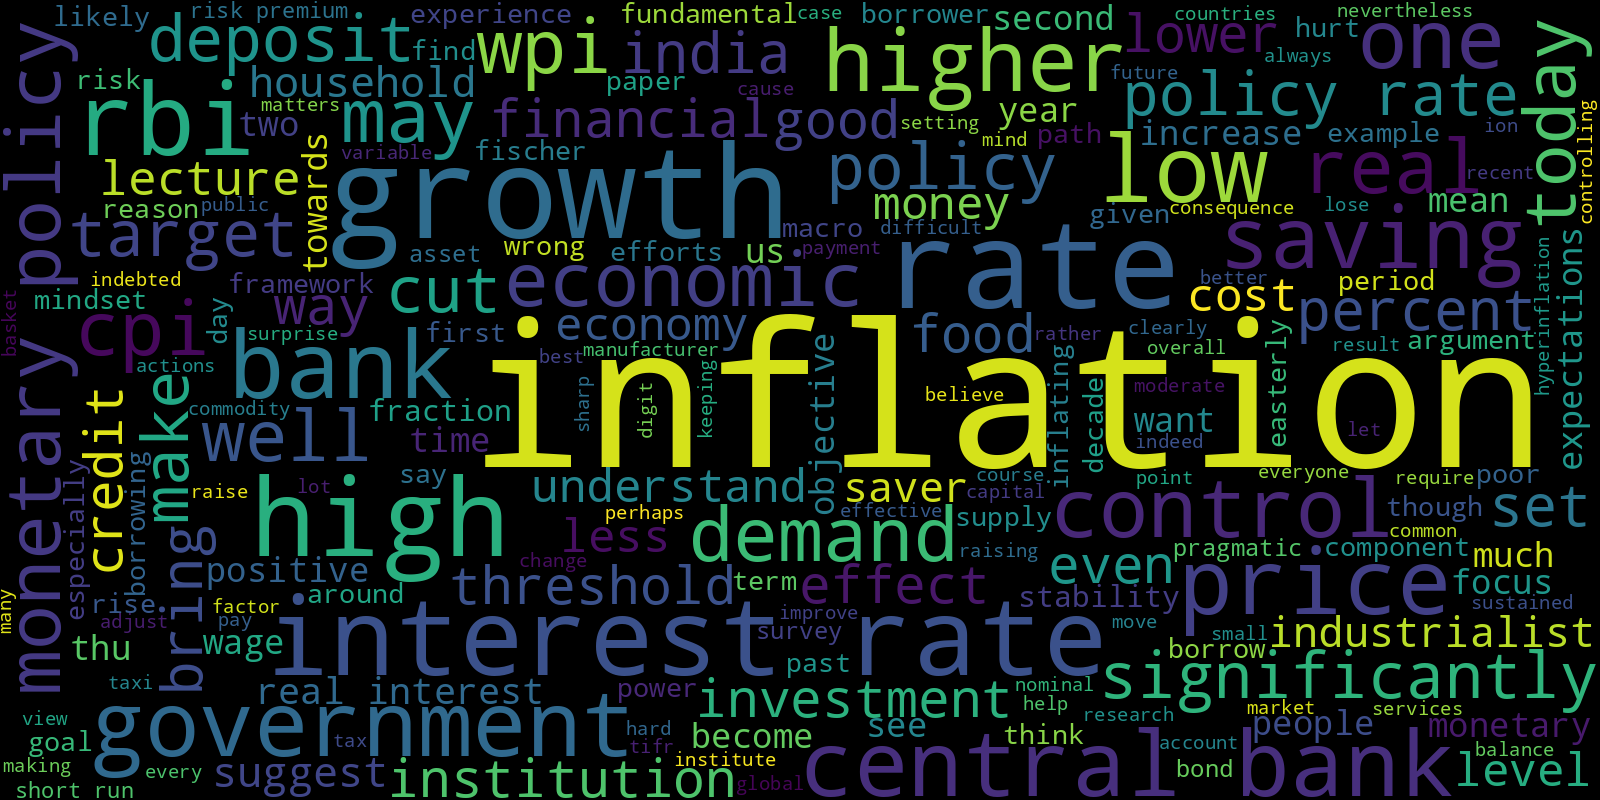 likely
risk premium
experience
fundamental
case
borrower
second
countries
nevertheless
deposit
find
wpi
india
higher
lower
hurt
one
always
today
policy
risk
household
paper
cause
future
policy rate
rbi
matters
may
financial
good
year
controlling
two
setting
mind
path
increase
example
ion
variable
fischer
lecture
towards
growth
policy
low
real
recent
reason
public
money
given
consequence
lose
mean
target
macro
difficult
saving
asset
wrong
efforts
us
payment
indebted
framework
cut
economic
rate
better
cost
period
percent
expectations
hyperinflation
mindset
way
day
basket
cpi
surprise
first
economy
food
rather
clearly
easterly
argument
actions
bank
best
manufacturer
objective
overall
result
monetary policy
inflation
credit
make
commodity
fraction
sharp
digit
keeping
believe
inflating
decade
moderate
want
well
time
indeed
let
especially
borrowing
say
understand
saver
course
point
everyone
require
poor
raise
lot
high
perhaps
effective
capital
control
though
set
less
demand
supply
common
bring
change
raising
pragmatic
component
much
positive
threshold
term
effect
even
price
focus
many
rise
around
stability
sustained
factor
interest rate
improve
adjust
pay
survey
move
small
industrialist
thu
wage
past
borrow
taxi
real interest
power
investment
nominal
significantly
help
market
services
view
government
hard
become
see
research
people
monetary
goal
tax
tifr
think
account
balance
making
every
suggest
institution
institute
global
central bank
bond
level
short run